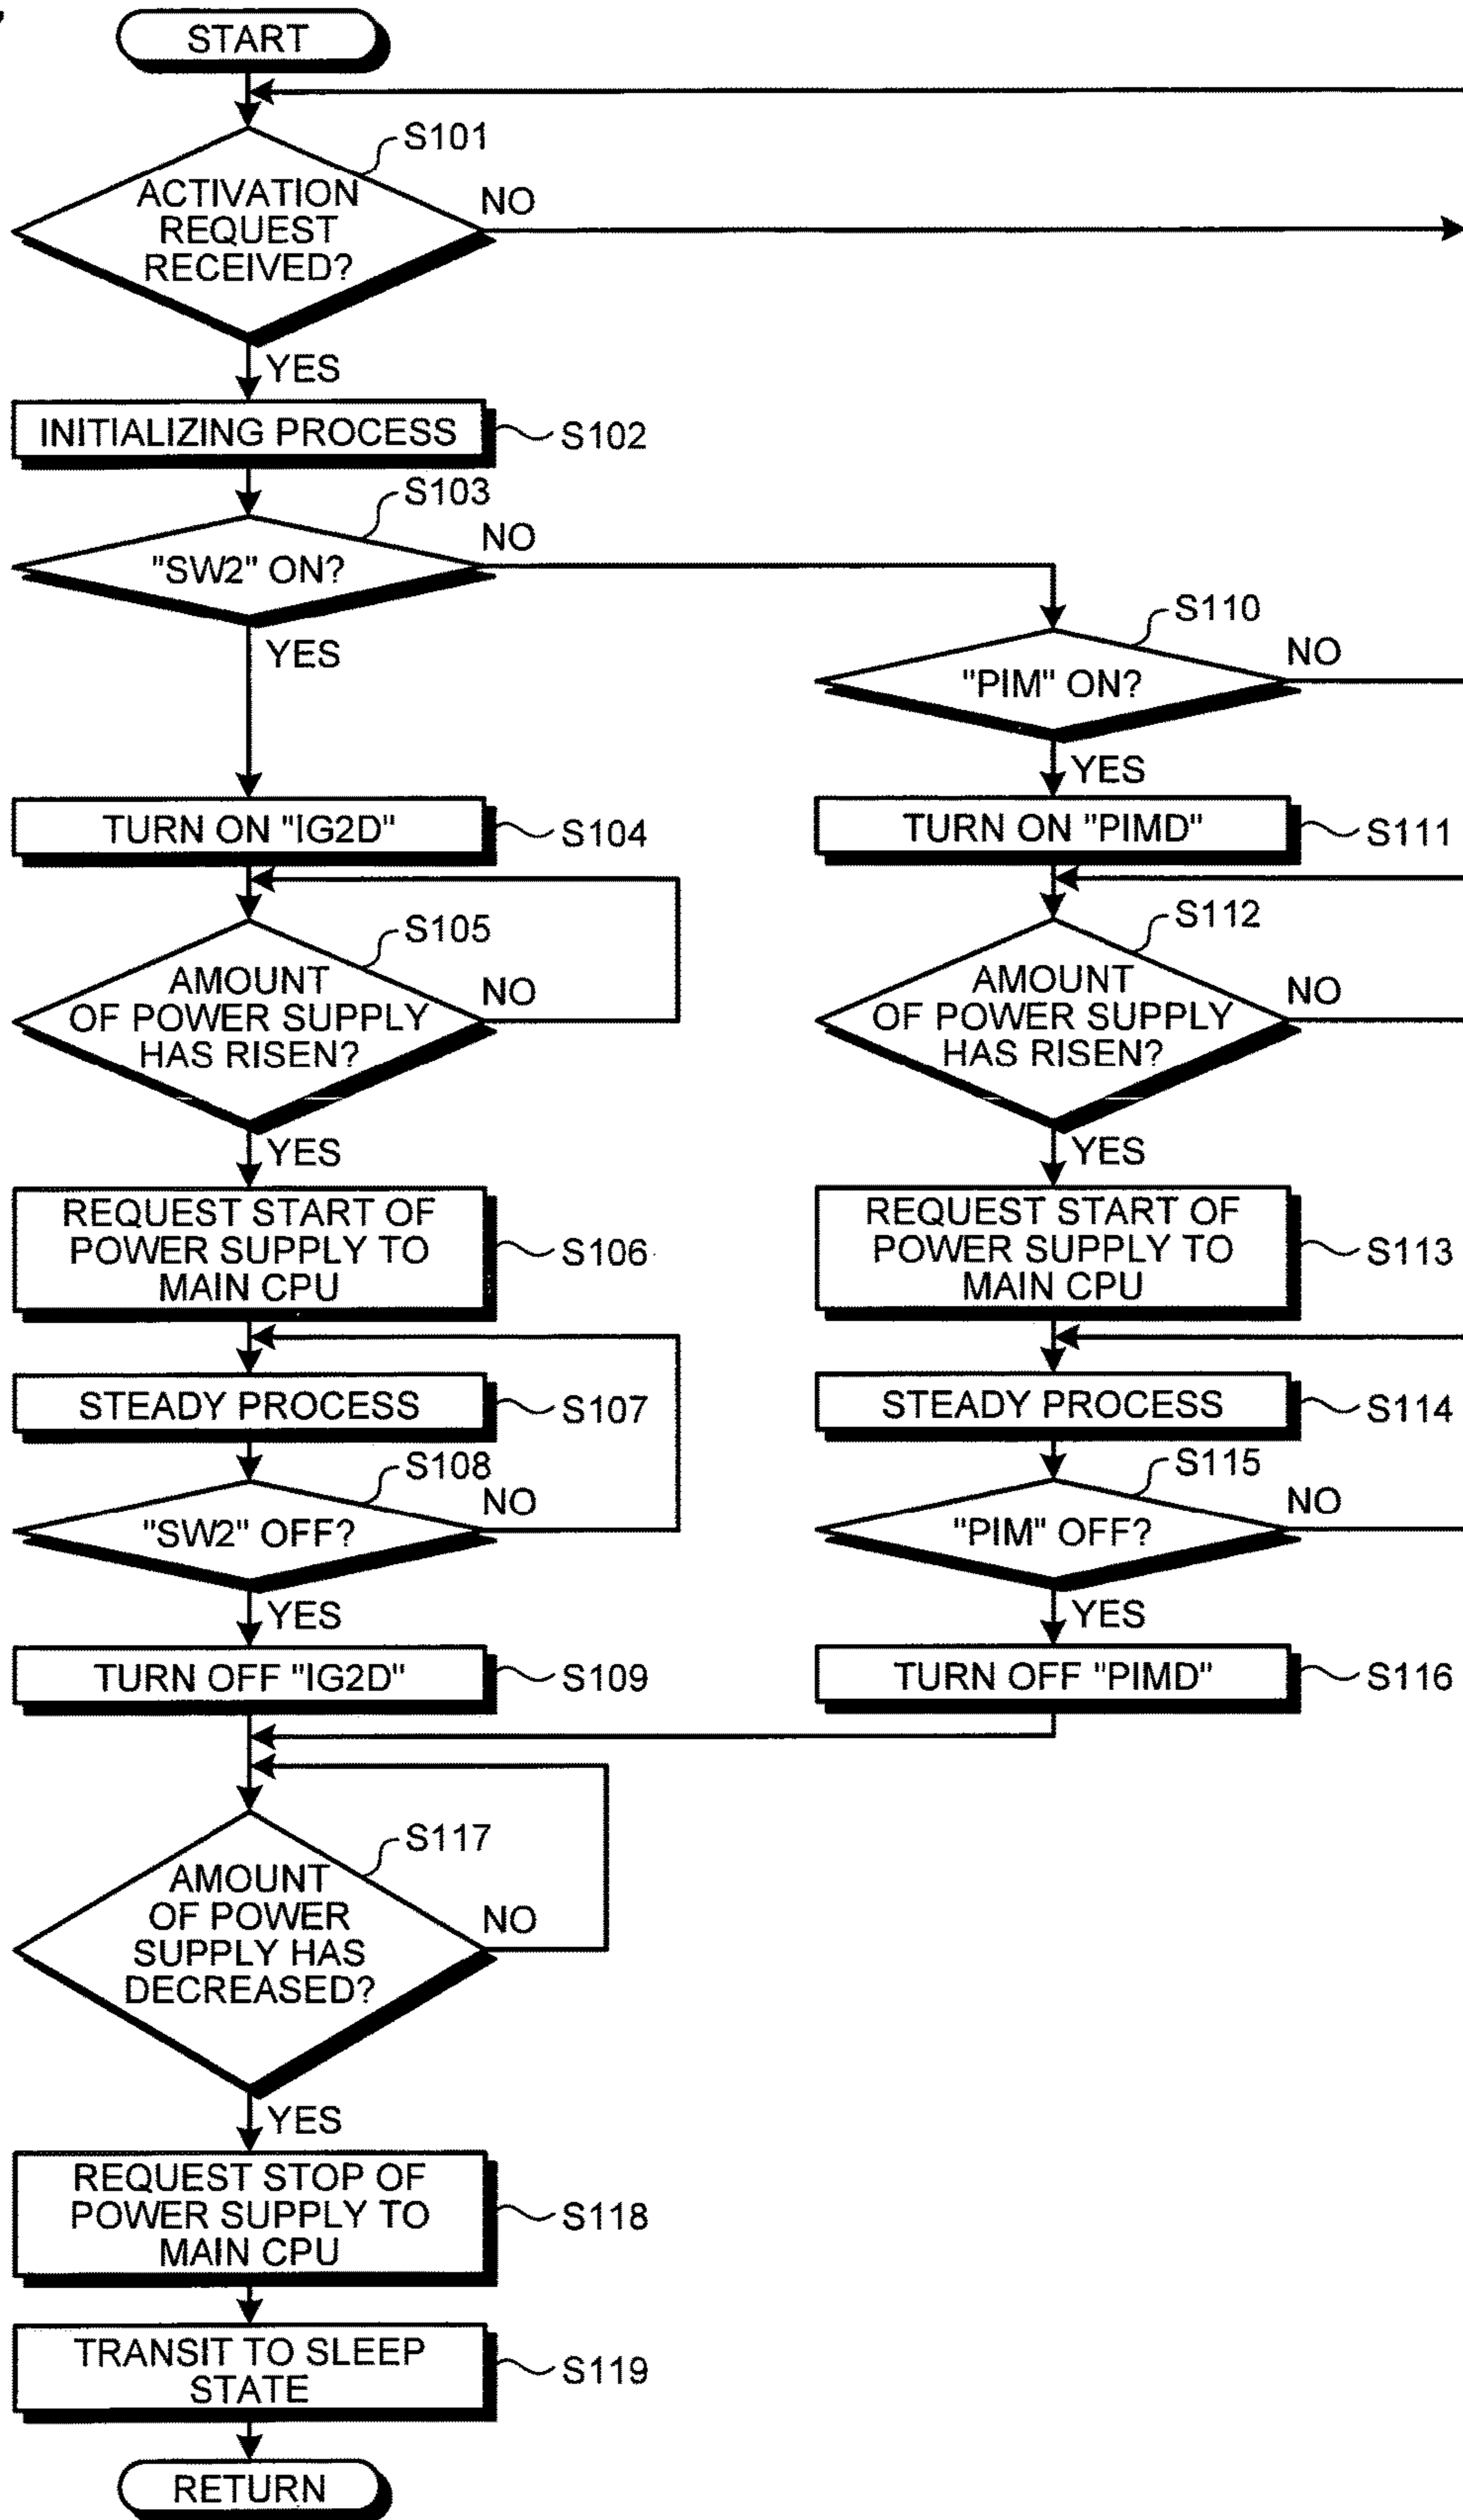 START
S101
ACTIVATION
REQUEST
RECEIVED?
NO
YES
INITIALIZING PROCESS
S102
S103
"SW2" ON?
NO
YES
S110
"PIM" ON?
NO
YES
TURN ON "IG2D"
S104
TURN ON "PIMD"
S111
S105
AMOUNT
OF POWER SUPPLY
HAS RISEN?
NO
YES
S112
AMOUNT
OF POWER SUPPLY
HAS RISEN?
NO
YES
REQUEST START OF
POWER SUPPLY TO
MAIN CPU
S106
REQUEST START OF
POWER SUPPLY TO
MAIN CPU
S113
STEADY PROCESS
S107
STEADY PROCESS
S114
S108
"SW2" OFF?
NO
YES
S115
"PIM" OFF?
NO
YES
TURN OFF "IG2D"
S109
TURN OFF "PIMD"
S116
S117
AMOUNT
OF POWER
SUPPLY HAS
DECREASED?
NO
YES
REQUEST STOP OF
POWER SUPPLY TO
MAIN CPU
S118
TRANSIT TO SLEEP
STATE
S119
RETURN